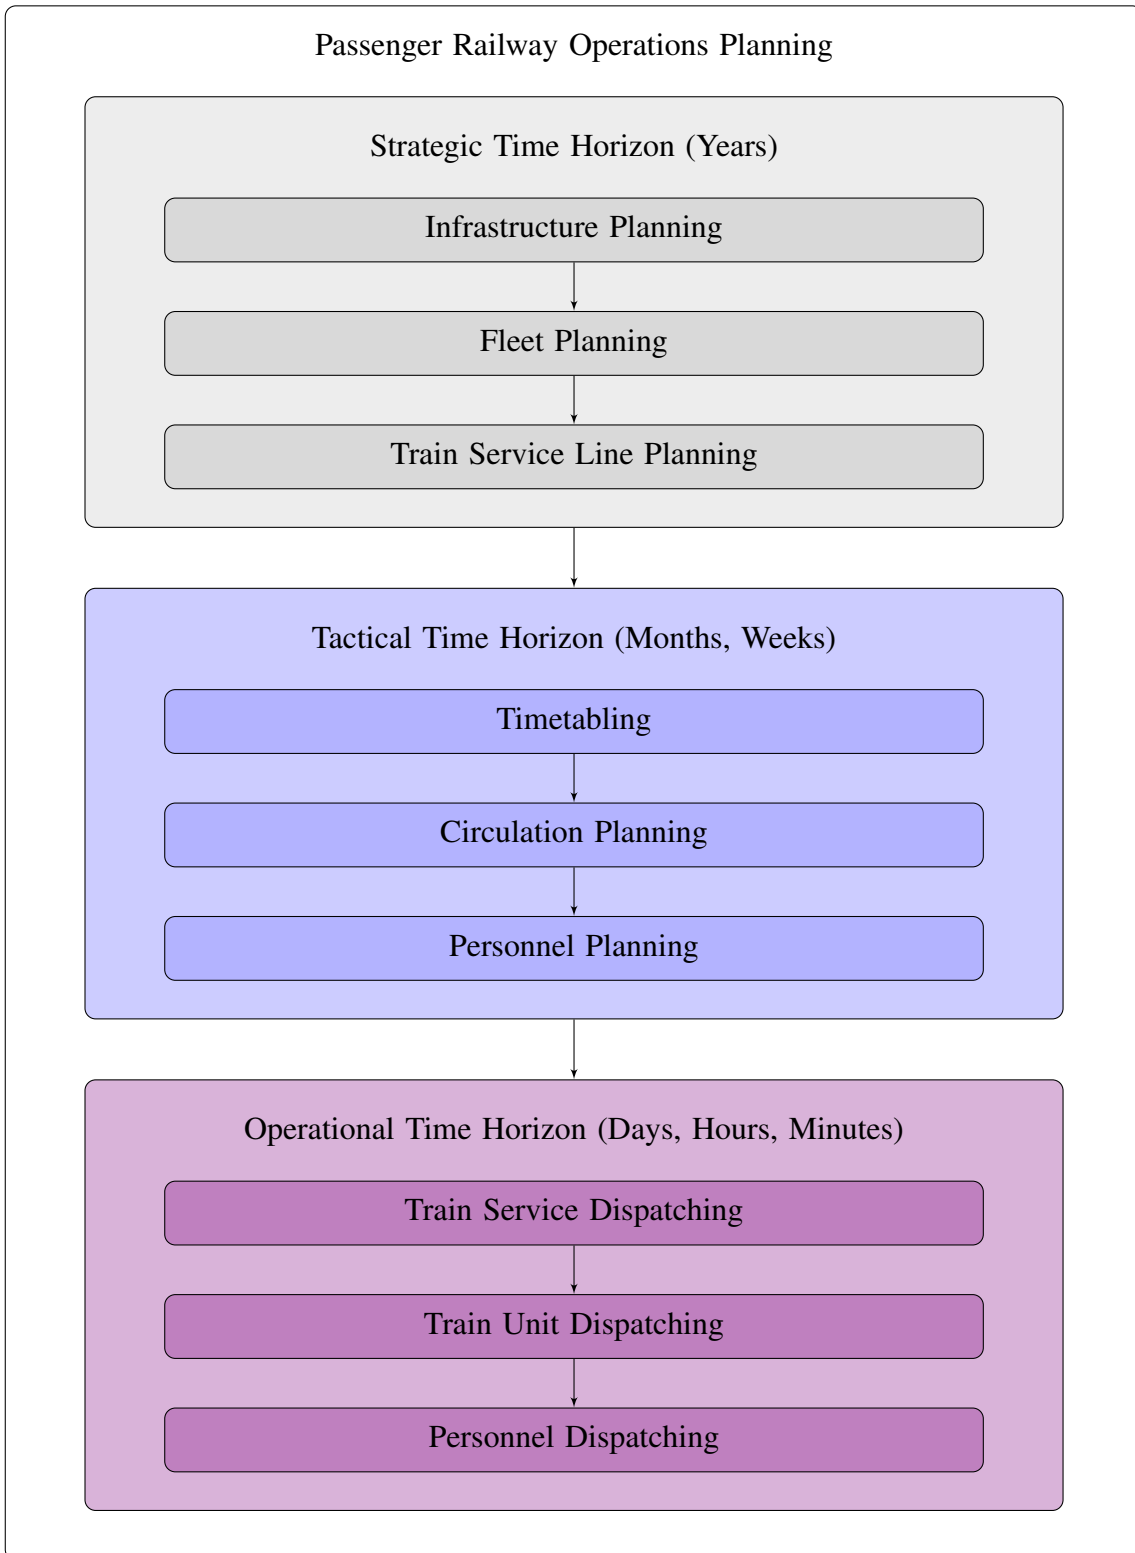 Passenger Railway Operations Planning
Strategic Time Horizon (Years)
Infrastructure Planning
Fleet Planning
Train Service Line Planning
Tactical Time Horizon (Months, Weeks)
Timetabling
Circulation Planning
Personnel Planning
Operational Time Horizon (Days, Hours, Minutes)
Train Service Dispatching
Train Unit Dispatching
Personnel Dispatching